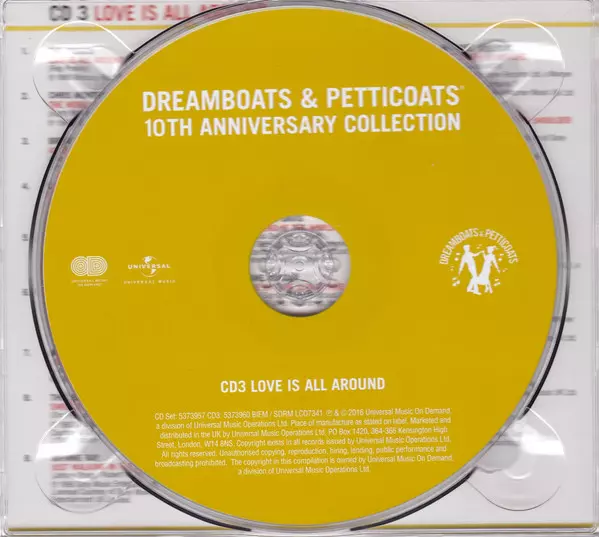 CD 3 LOVE IS ALL AROUND
DREAMBOATS & PETTICOATS®
10TH ANNIVERSARY COLLECTION
UNIVERSAL
UNIVERSAL MUSIC
DREAMBOATS & PETTICOATS
CD3 LOVE IS ALL AROUND
CD Set: 5373957 CD3: 5373960 BIEM / SDRM LC07341 ℗ & © 2016 Universal Music On Demand
a division of Universal Music Operations Ltd. Place of manufacture as stated on label. Marketed and
distributed in the UK by Universal Music Operations Ltd. PO Box 1420, 364-366 Kensington High
Street, London, W14 8NS. Copyright exists in all records issued by Universal Music Operations Ltd.
All rights reserved. Unauthorised copying, reproduction, hiring, lending, public performance and
broadcasting prohibited. The copyright in this compilation is owned by Universal Music On Demand,
a division of Universal Music Operations Ltd.